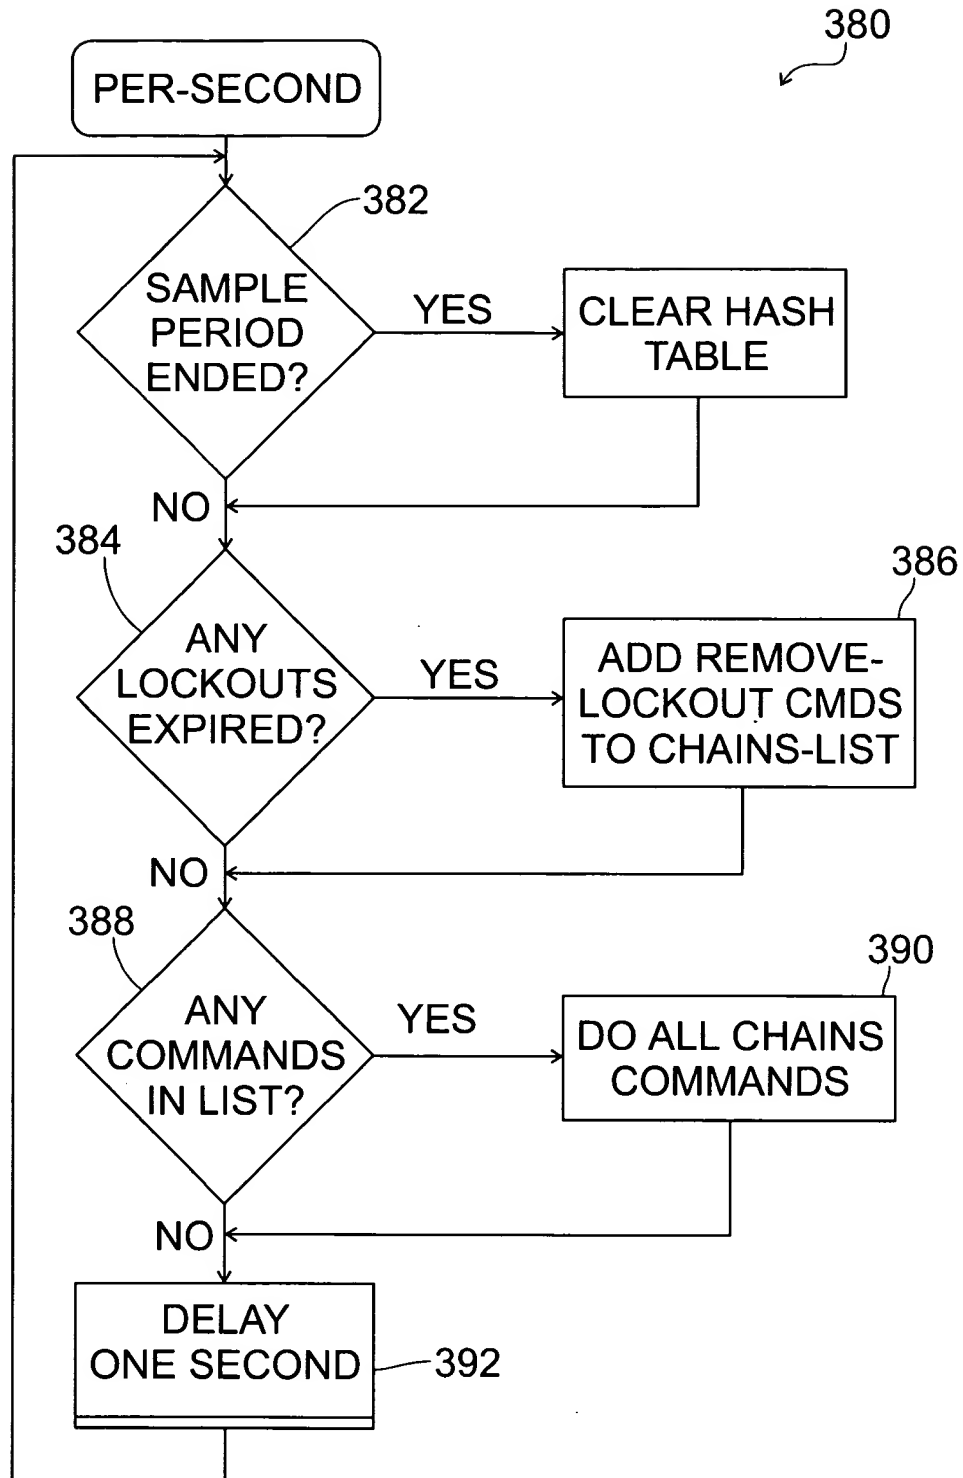 380
PER-SECOND
382
SAMPLE
PERIOD
ENDED?
YES
CLEAR HASH
TABLE
NO
384
ANY
LOCKOUTS
EXPIRED?
YES
386
ADD REMOVE-
LOCKOUT CMDS
TO CHAINS-LIST
NO
388
ANY
COMMANDS
IN LIST?
YES
390
DO ALL CHAINS
COMMANDS
NO
DELAY
ONE SECOND
392